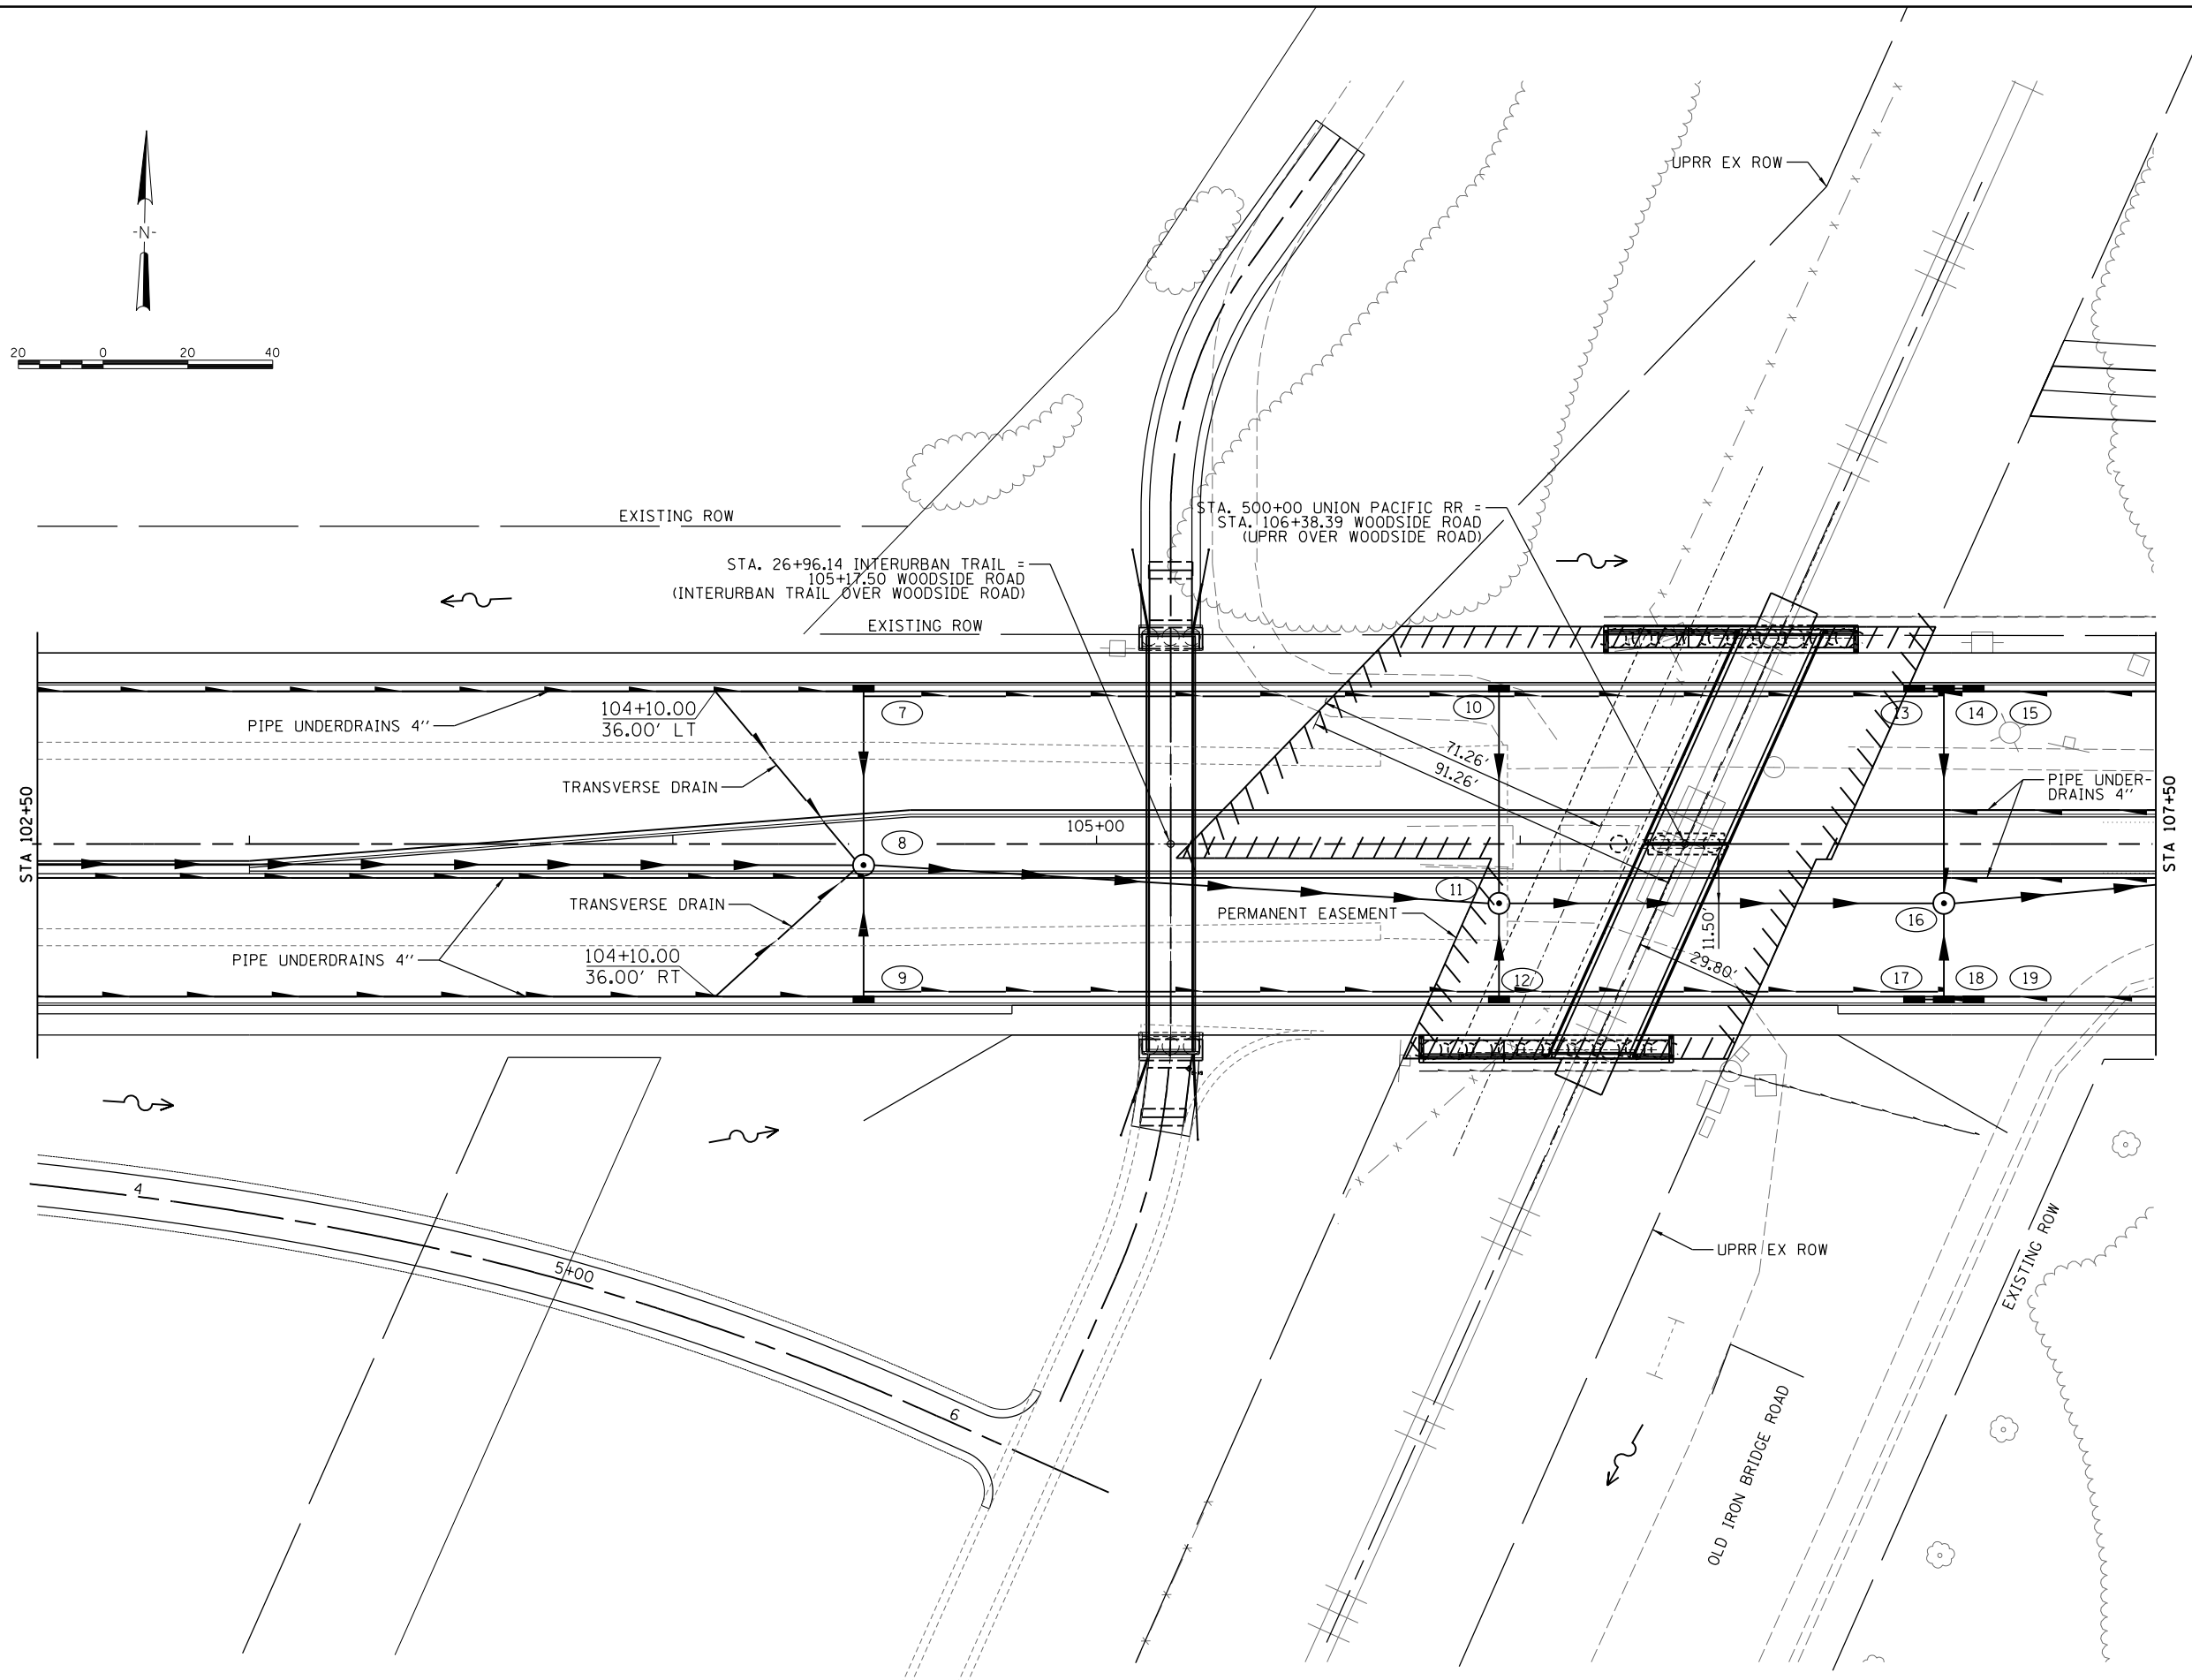 UPRR EX ROW
-N-
20 0 20 40
EXISTING ROW
STA. 500+00 UNION PACIFIC RR =
STA. 106+38.39 WOODSIDE ROAD
(UPRR OVER WOODSIDE ROAD)
STA. 26+96.14 INTERURBAN TRAIL =
105+17.50 WOODSIDE ROAD
(INTERURBAN TRAIL OVER WOODSIDE ROAD)
EXISTING ROW
PIPE UNDERDRAINS 4''
104+10.00
36.00' LT
7
10
13
14
15
71.26'
91.26'
TRANSVERSE DRAIN
PIPE UNDER-
DRAINS 4''
STA 102+50
STA 107+50
8
105+00
11
TRANSVERSE DRAIN
PERMANENT EASEMENT
16
11.50'
PIPE UNDERDRAINS 4''
104+10.00
36.00' RT
9
12
29.80'
17
18
19
4
5+00
6
UPRR EX ROW
EXISTING ROW
OLD IRON BRIDGE ROAD